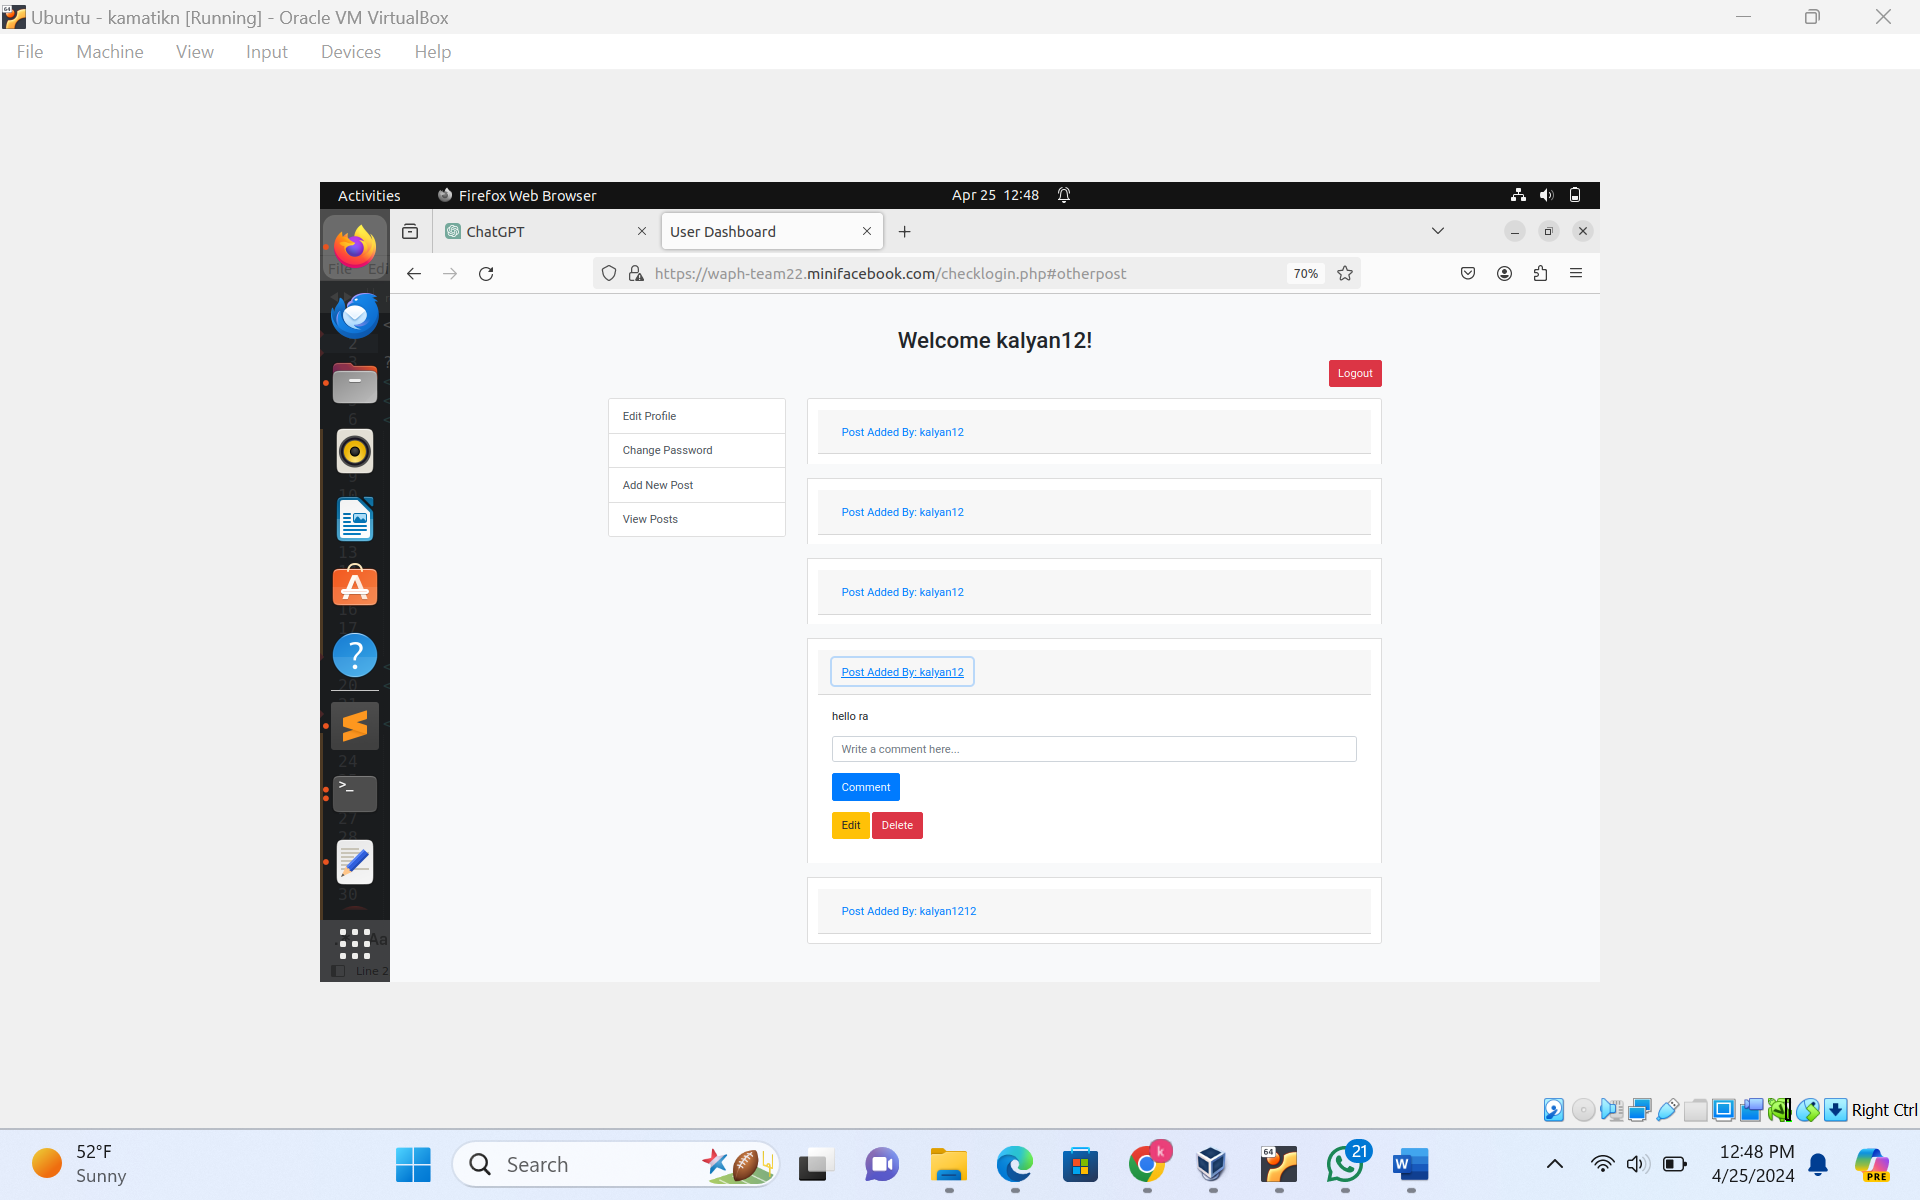 Ubuntu - kamatikn [Running] - Oracle VM VirtualBox
File Machine View Input Devices Help
Activities Firefox Web Browser Apr 25 12:48
ChatGPT User Dashboard
https://waph-team22.minifacebook.com/checklogin.php#otherpost 70%
Welcome kalyan12!
Logout
Edit Profile
Change Password
Add New Post
View Posts
Post Added By: kalyan12
Post Added By: kalyan12
Post Added By: kalyan12
Post Added By: kalyan12
hello ra
Write a comment here...
Comment
Edit Delete
Post Added By: kalyan1212
Line 2
Right Ctrl
52°F
Sunny
Search
21
12:48 PM
4/25/2024
PRE